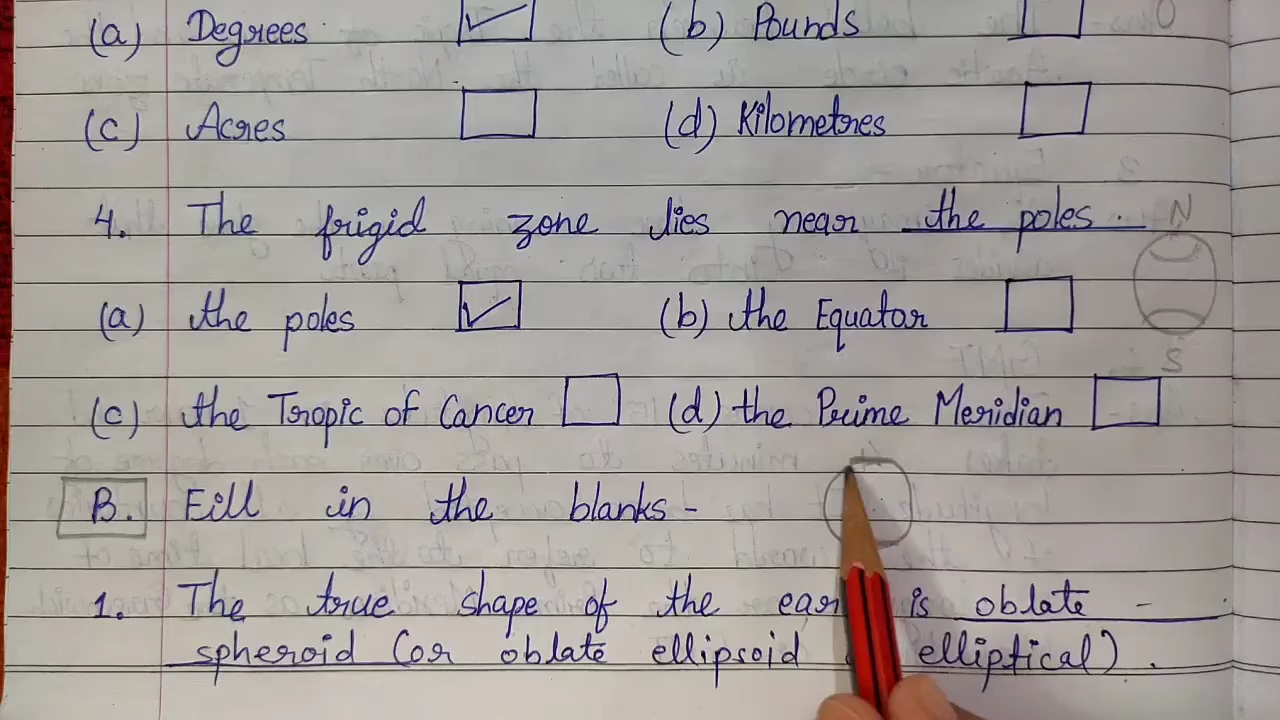 (a) Degrees (b) Pounds
(c) Acres (d) Kilometres
4. The frigid zone lies near the poles.
N
(a) the poles (b) the Equator
S
(c) the Tropic of Cancer (d) the Prime Meridian
B. Fill in the blanks-
1. The true shape of the is oblate -
spheroid (or oblate ellipsoid elliptical).